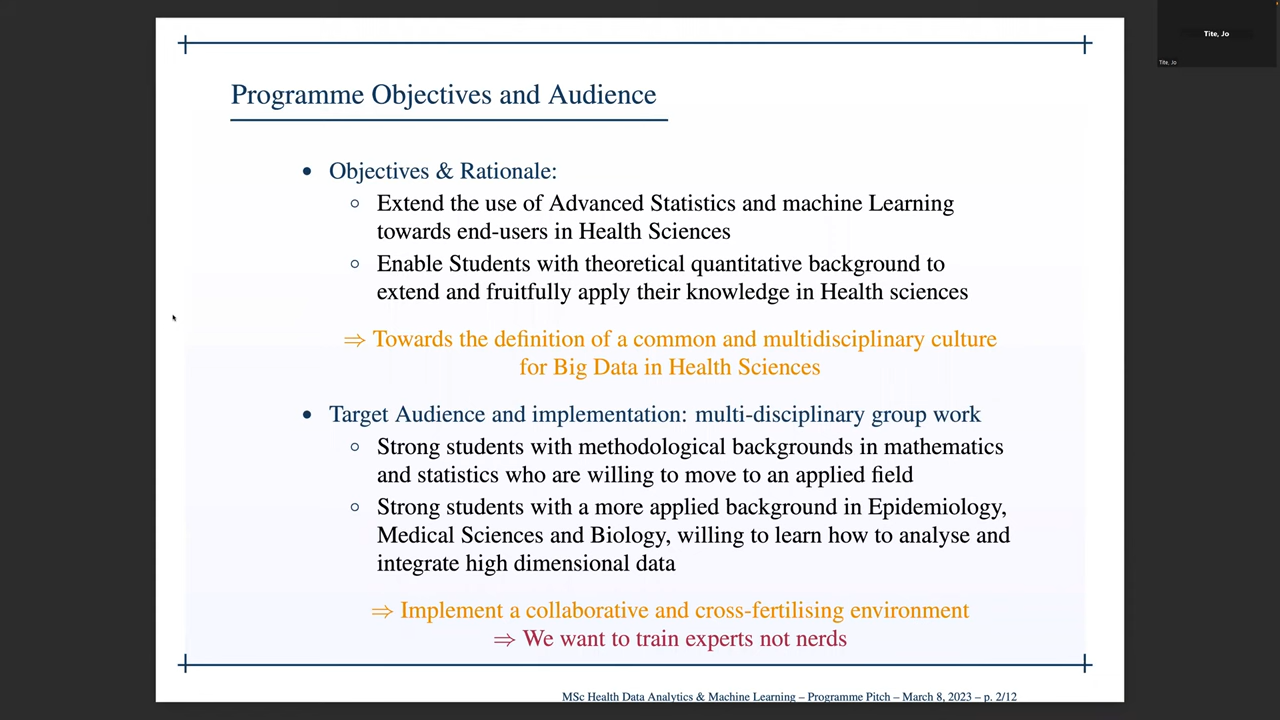 Tite, Jo
Tite, Jo
Programme Objectives and Audience
• Objectives & Rationale:
◦ Extend the use of Advanced Statistics and machine Learning
towards end-users in Health Sciences
◦ Enable Students with theoretical quantitative background to
extend and fruitfully apply their knowledge in Health sciences
⇒ Towards the definition of a common and multidisciplinary culture
for Big Data in Health Sciences
• Target Audience and implementation: multi-disciplinary group work
◦ Strong students with methodological backgrounds in mathematics
and statistics who are willing to move to an applied field
◦ Strong students with a more applied background in Epidemiology,
Medical Sciences and Biology, willing to learn how to analyse and
integrate high dimensional data
⇒ Implement a collaborative and cross-fertilising environment
⇒ We want to train experts not nerds
MSc Health Data Analytics & Machine Learning – Programme Pitch – March 8, 2023 – p. 2/12